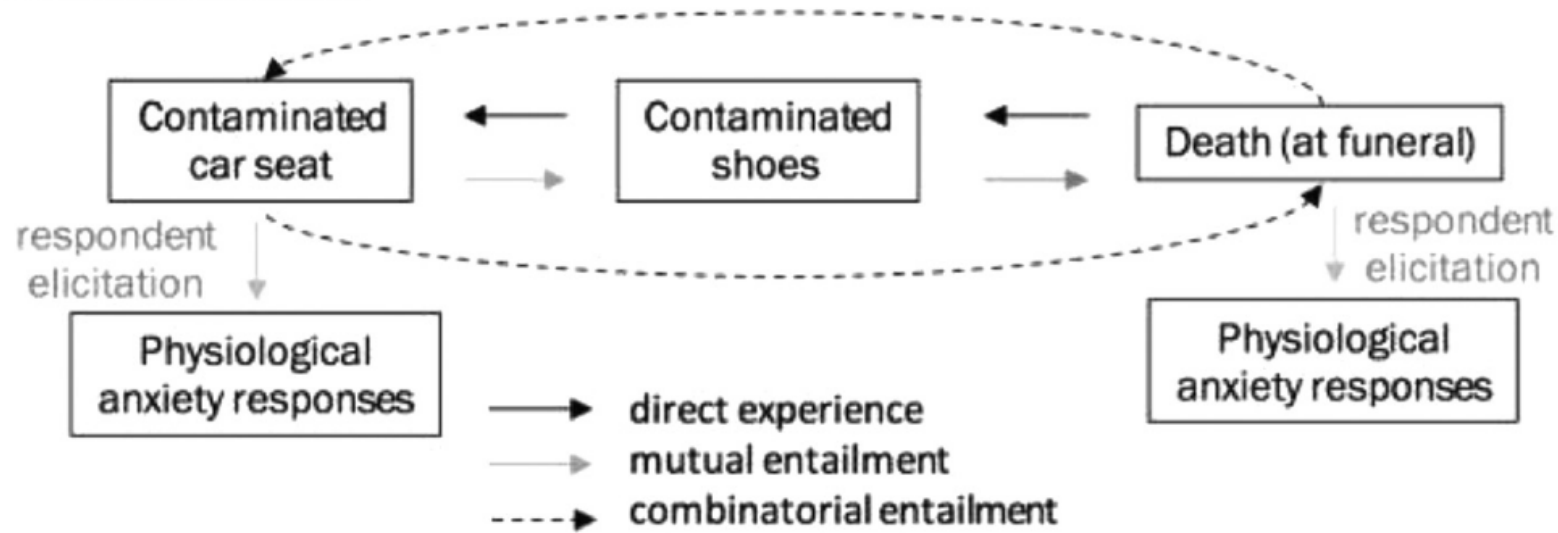 Contaminated
car seat
Contaminated
shoes
Death (at funeral)
respondent
elicitation
respondent
elicitation
Physiological
anxiety responses
Physiological
anxiety responses
direct experience
mutual entailment
combinatorial entailment